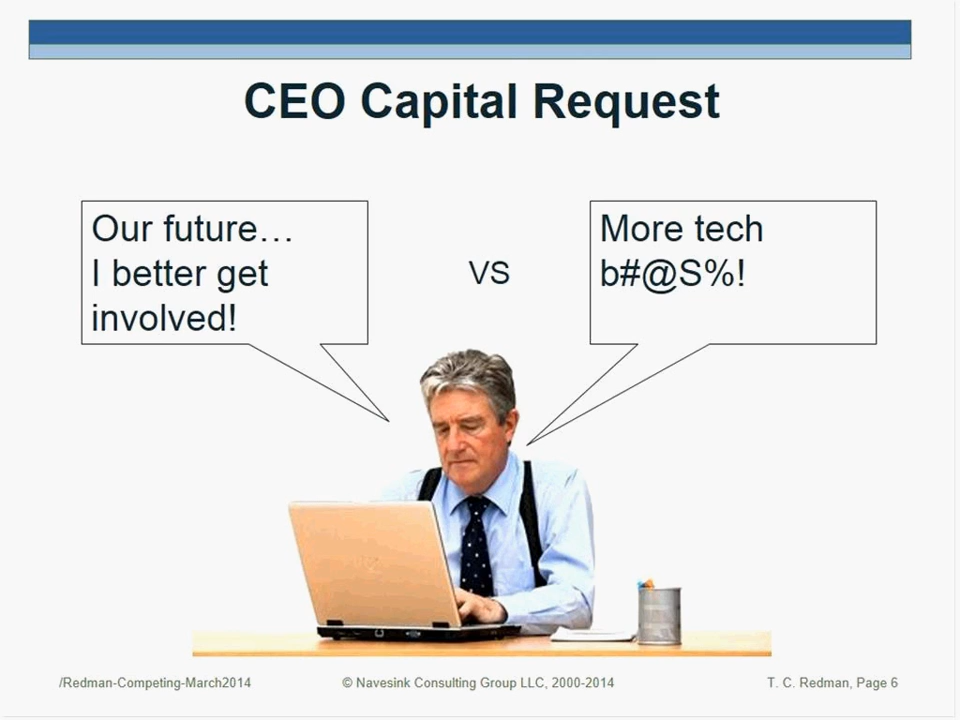 CEO Capital Request
Our future…
I better get
involved!
VS
More tech
b#@S%!
/Redman-Competing-March2014
© Navesink Consulting Group LLC, 2000-2014
T. C. Redman, Page 6